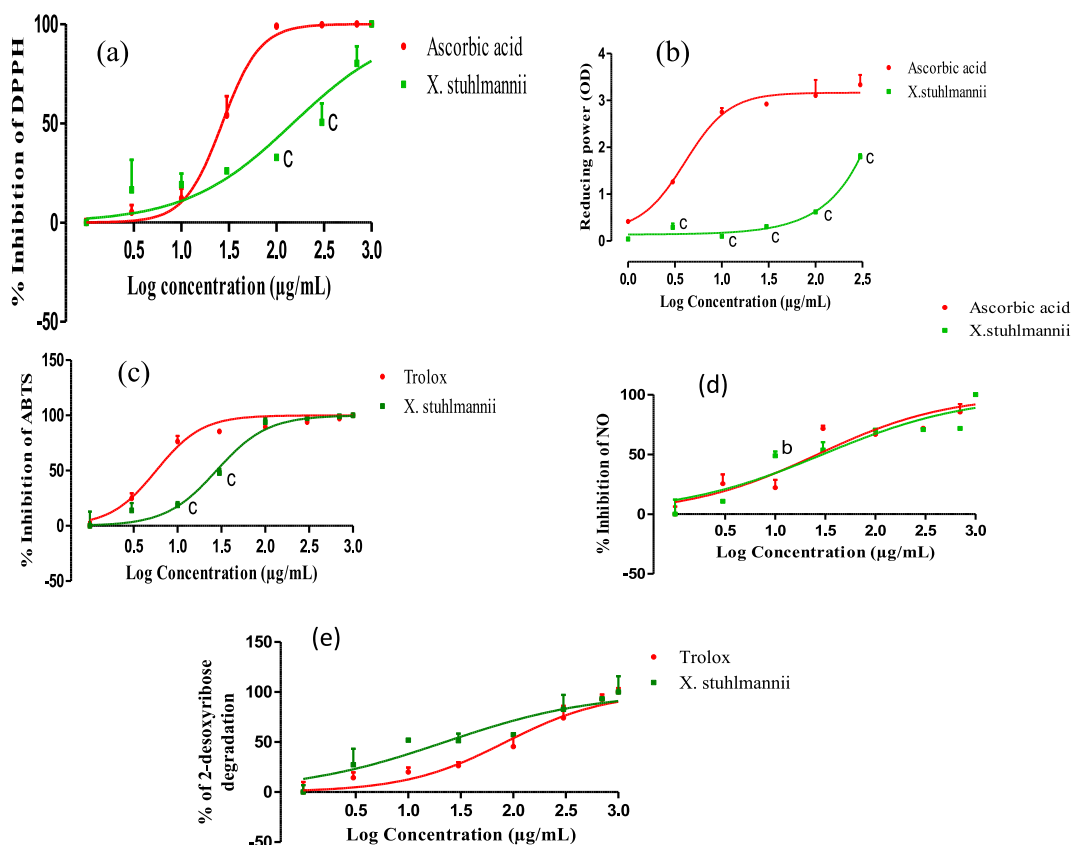 (a)
Ascorbic acid
X. stuhlmannii
% Inhibition of DPPH
100
50
0
-50
0.5 1.0 1.5 2.0 2.5 3.0
C
C
Log concentration (µg/mL)
(b)
Ascorbic acid
X.stuhlmannii
Reducing power (OD)
4
3
2
1
0
C
C
C
C
C
0.0 0.5 1.0 1.5 2.0 2.5
Log Concentration (µg/mL)
(c)
Trolox
X. stuhlmannii
% Inhibition of ABTS
150
100
50
0
-50
C
C
0.5 1.0 1.5 2.0 2.5 3.0
Log Concentration (µg/mL)
Ascorbic acid
X.stuhlmannii
(d)
% Inhibition of NO
100
50
0
-50
b
0.5 1.0 1.5 2.0 2.5 3.0
Log Concentration (µg/mL)
(e)
Trolox
X. stuhlmannii
% of 2-desoxyribose
degradation
150
100
50
0
-50
0.5 1.0 1.5 2.0 2.5 3.0
Log Concentration (µg/mL)